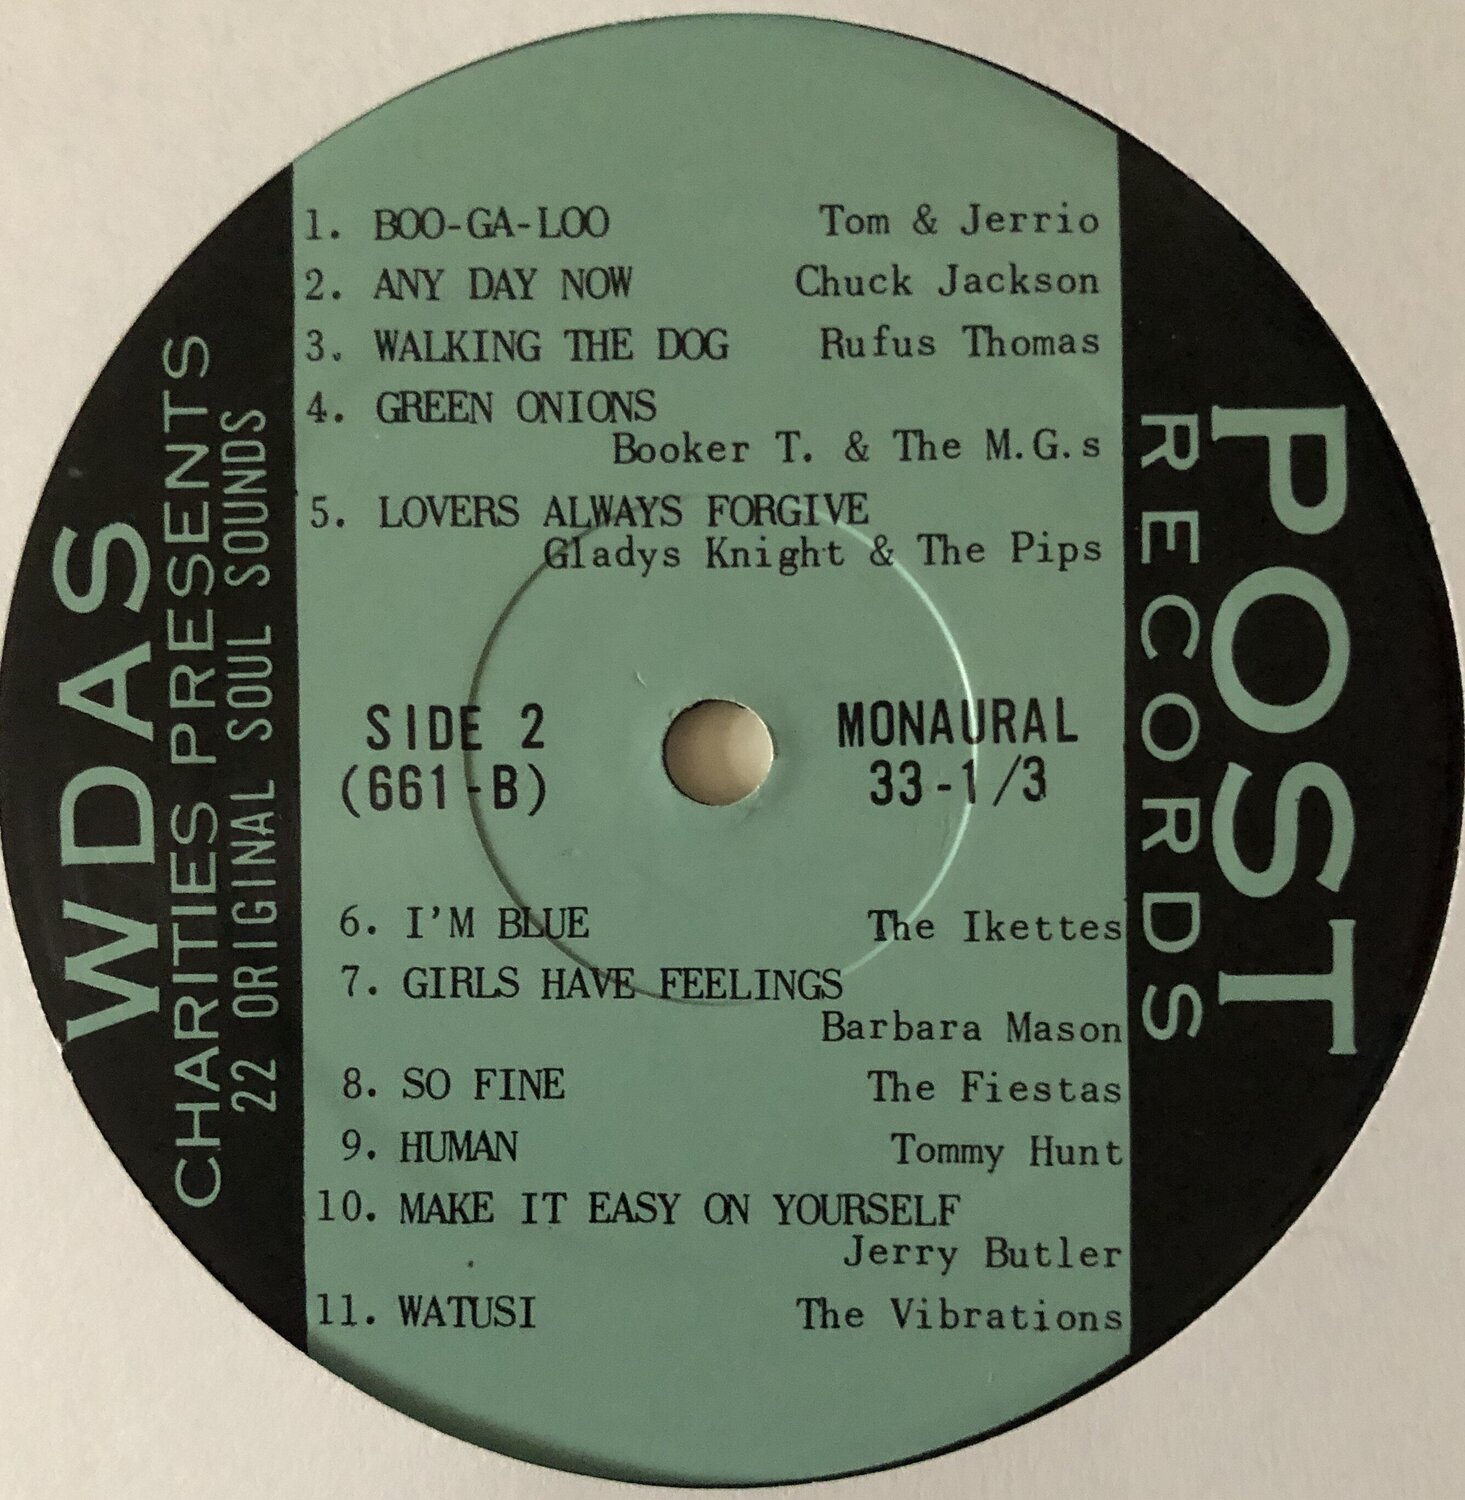 WDAS
CHARITIES PRESENTS
22 ORIGINAL SOUL SOUNDS
1. BOO-GA-LOO Tom & Jerrio
2. ANY DAY NOW Chuck Jackson
3. WALKING THE DOG Rufus Thomas
4. GREEN ONIONS
Booker T. & The M.G.s
5. LOVERS ALWAYS FORGIVE
Gladys Knight & The Pips
SIDE 2 MONAURAL
(661-B) 33-1/3
6. I'M BLUE The Ikettes
7. GIRLS HAVE FEELINGS
Barbara Mason
8. SO FINE The Fiestas
9. HUMAN Tommy Hunt
10. MAKE IT EASY ON YOURSELF
Jerry Butler
11. WATUSI The Vibrations
POST
RECORDS